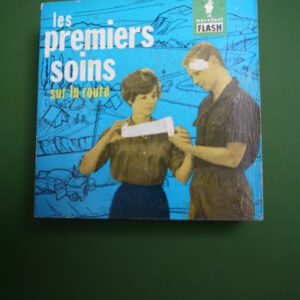 les
premiers
soins
sur la route
marabout
FLASH